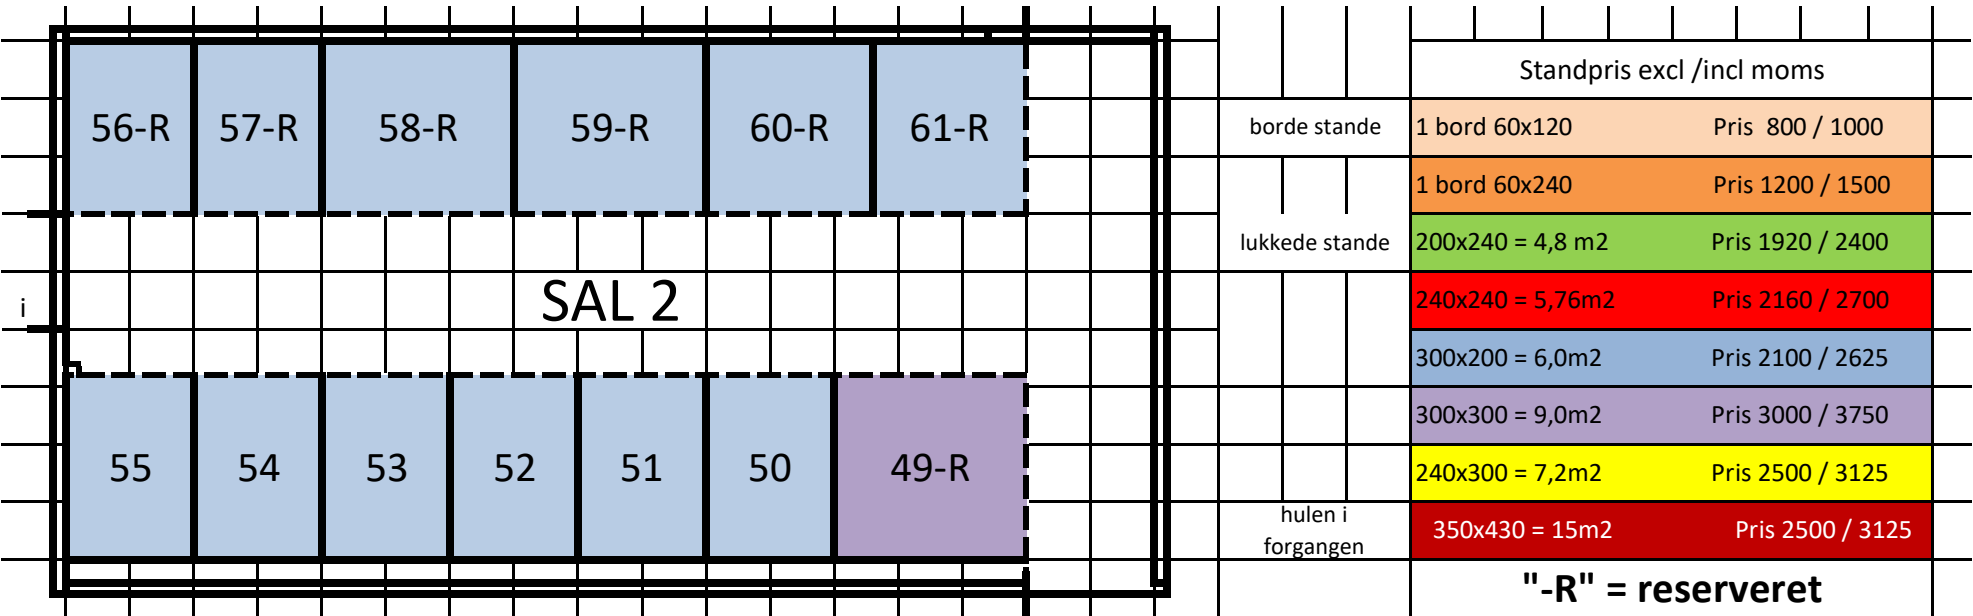 56-R 57-R 58-R 59-R 60-R 61-R
i
SAL 2
55 54 53 52 51 50 49-R
Standpris excl /incl moms
borde stande 1 bord 60x120 Pris 800 / 1000
1 bord 60x240 Pris 1200 / 1500
lukkede stande 200x240 = 4,8 m2 Pris 1920 / 2400
240x240 = 5,76m2 Pris 2160 / 2700
300x200 = 6,0m2 Pris 2100 / 2625
300x300 = 9,0m2 Pris 3000 / 3750
240x300 = 7,2m2 Pris 2500 / 3125
hulen i
forgangen
350x430 = 15m2 Pris 2500 / 3125
"-R" = reserveret